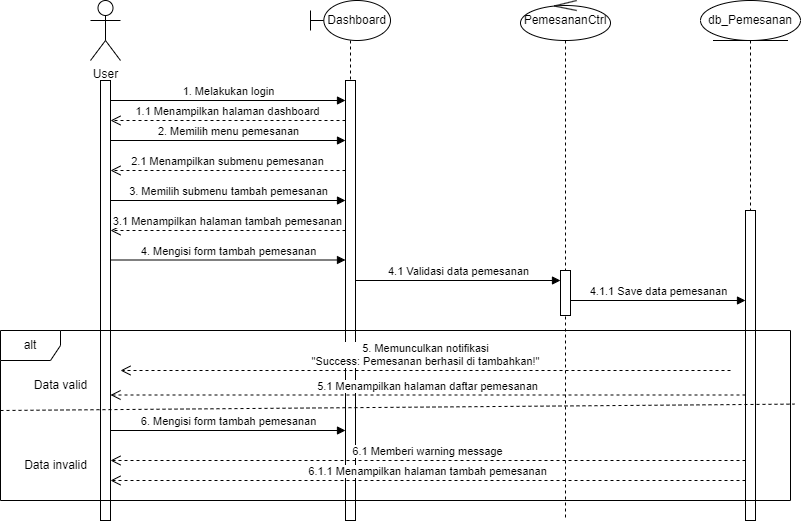 Dashboard
PemesananCtrl
db_Pemesanan
User
1. Melakukan login
1.1 Menampilkan halaman dashboard
2. Memilih menu pemesanan
2.1 Menampilkan submenu pemesanan
3. Memilih submenu tambah pemesanan
3.1 Menampilkan halaman tambah pemesanan
4. Mengisi form tambah pemesanan
4.1 Validasi data pemesanan
4.1.1 Save data pemesanan
alt
5. Memunculkan notifikasi
"Success: Pemesanan berhasil di tambahkan!"
Data valid
5.1 Menampilkan halaman daftar pemesanan
6. Mengisi form tambah pemesanan
6.1 Memberi warning message
Data invalid
6.1.1 Menampilkan halaman tambah pemesanan